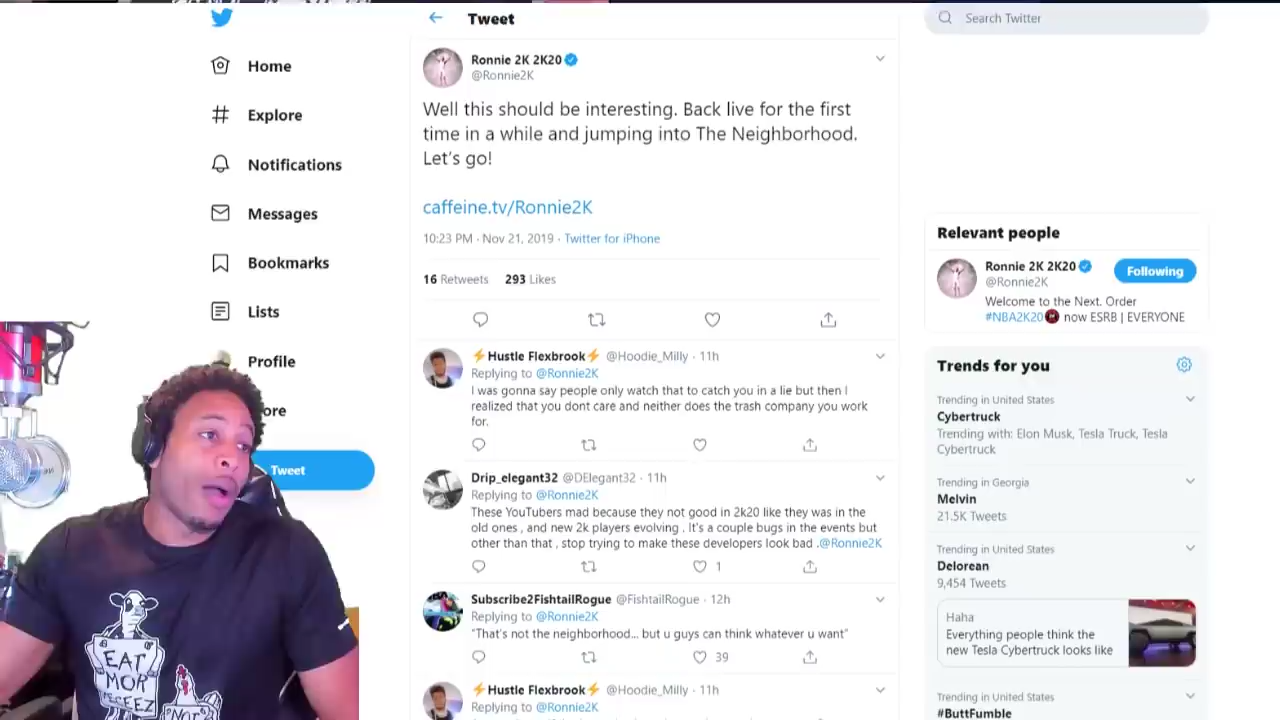 Tweet
Search Twitter
Home
Explore
Notifications
Messages
Bookmarks
Lists
Profile
ore
Tweet
Ronnie 2K 2K20
@Ronnie2K
Well this should be interesting. Back live for the first
time in a while and jumping into The Neighborhood.
Let's go!
caffeine.tv/Ronnie2K
10:23 PM · Nov 21, 2019 · Twitter for iPhone
16 Retweets 293 Likes
⚡Hustle Flexbrook⚡ @Hoodie_Milly · 11h
Replying to @Ronnie2K
I was gonna say people only watch that to catch you in a lie but then I
realized that you dont care and neither does the trash company you work
for.
Drip_elegant32 @DElegant32 · 11h
Replying to @Ronnie2K
These YouTubers mad because they not good in 2k20 like they was in the
old ones , and new 2k players evolving . It's a couple bugs in the events but
other than that , stop trying to make these developers look bad .@Ronnie2K
1
Subscribe2FishtailRogue @FishtailRogue · 12h
Replying to @Ronnie2K
"That's not the neighborhood... but u guys can think whatever u want"
39
⚡Hustle Flexbrook⚡ @Hoodie_Milly · 11h
Replying to @Ronnie2K
Relevant people
Ronnie 2K 2K20
Following
@Ronnie2K
Welcome to the Next. Order
#NBA2K20 now ESRB | EVERYONE
Trends for you
Trending in United States
Cybertruck
Trending with: Elon Musk, Tesla Truck, Tesla
Cybertruck
Trending in Georgia
Melvin
21.5K Tweets
Trending in United States
Delorean
9,454 Tweets
Haha
Everything people think the
new Tesla Cybertruck looks like
Trending in United States
#ButtFumble
EAT
MOR